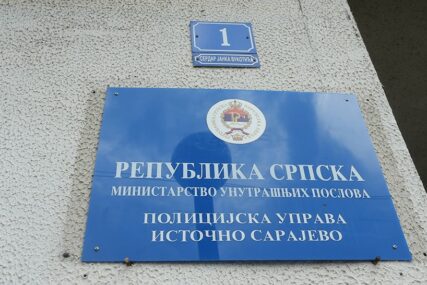 1
СЕРДАР ЈАНКА ВУКОТИЋА
РЕПУБЛИКА СРПСКА
МИНИСТАРСТВО УНУТРАШЊИХ ПОСЛОВА
ПОЛИЦИЈСКА УПРАВА
ИСТОЧНО САРАЈЕВО